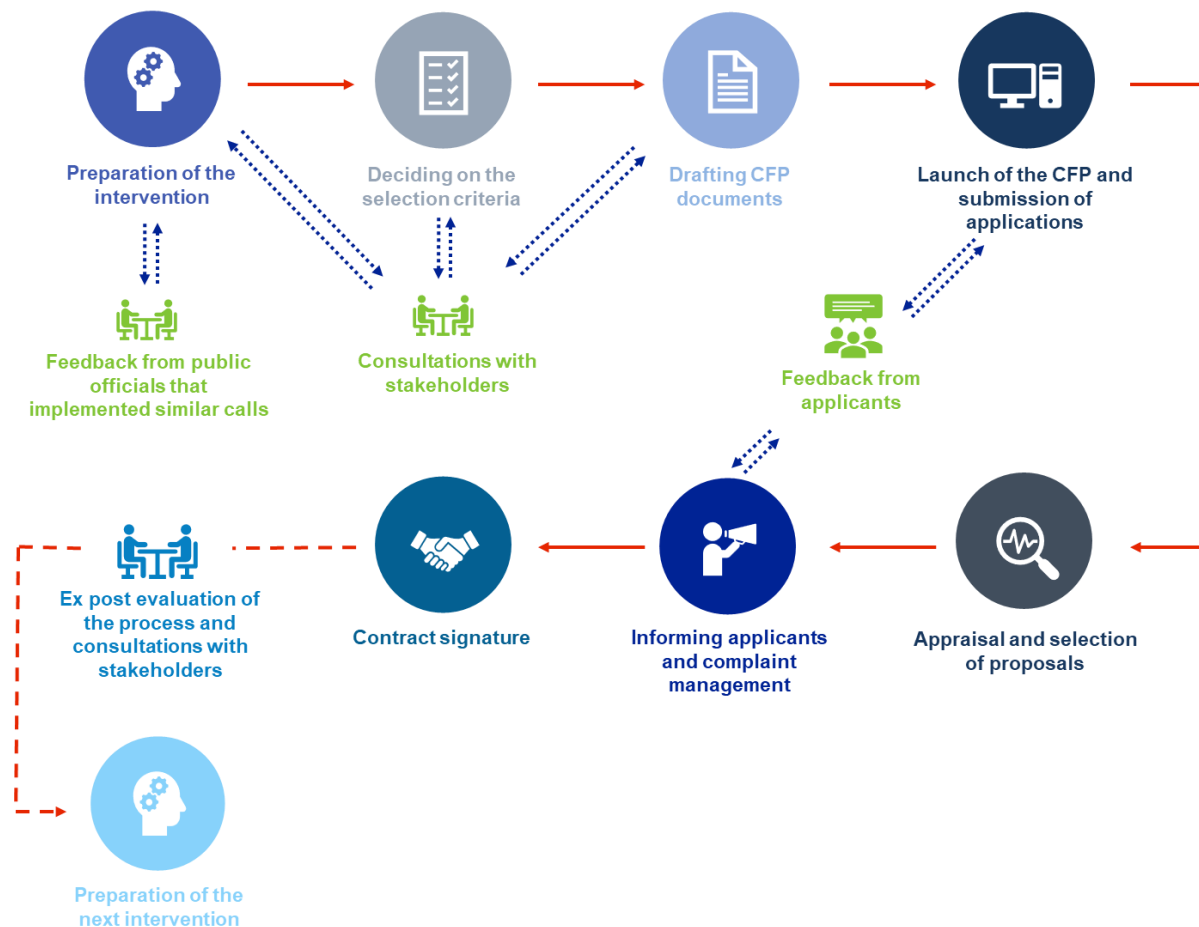 Preparation of the
intervention
Deciding on the
selection criteria
Drafting CFP
documents
Launch of the CFP and
submission of
applications
Feedback from public
officials that
implemented similar calls
Consultations with
stakeholders
Feedback from
applicants
Ex post evaluation of
the process and
consultations with
stakeholders
Contract signature
Informing applicants
and complaint
management
Appraisal and selection
of proposals
Preparation of the
next intervention